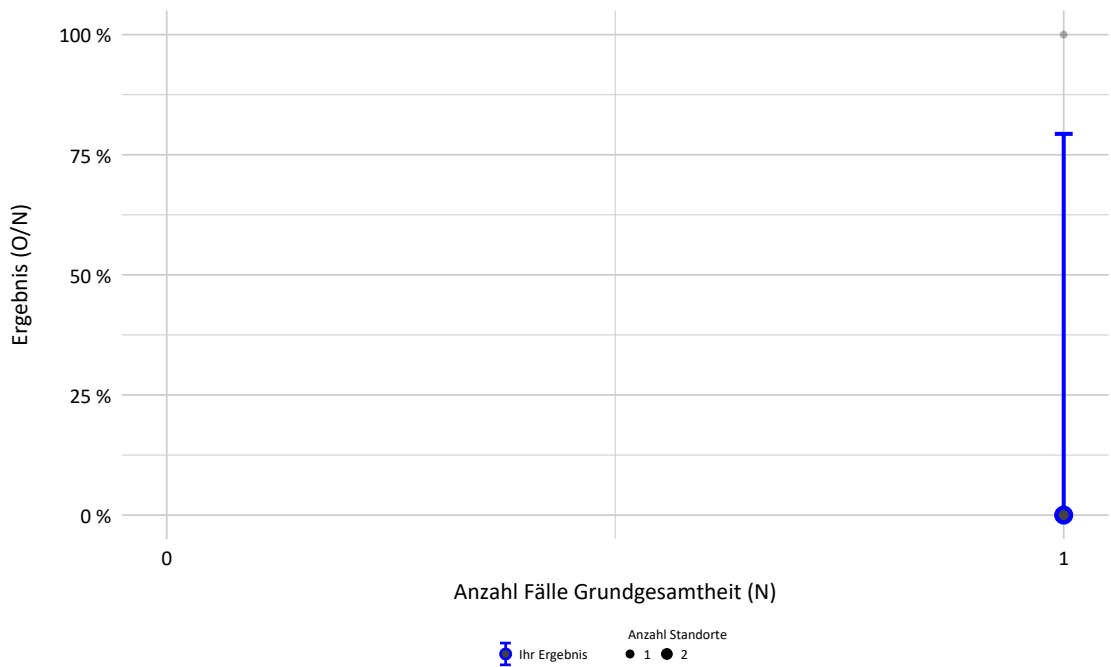 100 %
75 %
50 %
25 %
0 %
Ergebnis (O/N)
0
1
Anzahl Fälle Grundgesamtheit (N)
Anzahl Standorte
Ihr Ergebnis
1 2